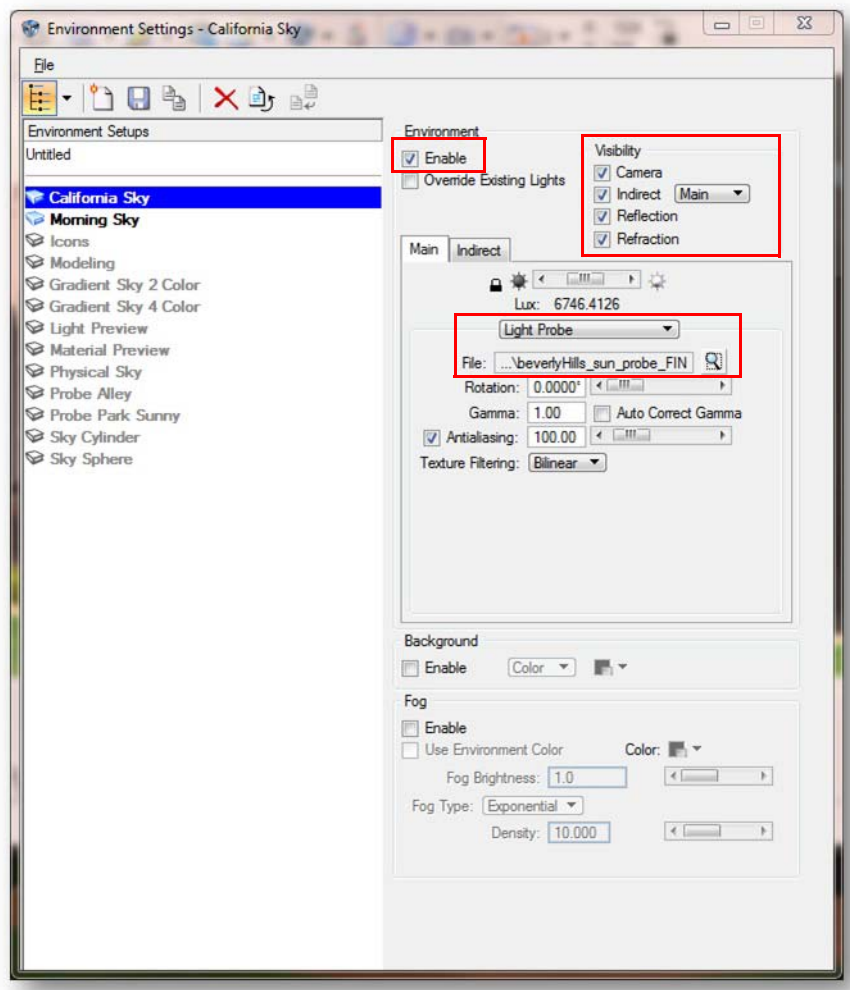 Environment Settings - California Sky
File
Environment Setups
Untitled
California Sky
Morning Sky
Icons
Modeling
Gradient Sky 2 Color
Gradient Sky 4 Color
Light Preview
Material Preview
Physical Sky
Probe Alley
Probe Park Sunny
Sky Cylinder
Sky Sphere
Environment
Enable
Override Existing Lights
Visibility
Camera
Indirect Main
Reflection
Refraction
Main Indirect
Lux: 6746.4126
Light Probe
File: ...\beverlyHills_sun_probe_FIN
Rotation: 0.0000°
Gamma: 1.00 Auto Correct Gamma
Antialiasing: 100.00
Texture Filtering: Bilinear
Background
Enable Color
Fog
Enable
Use Environment Color Color:
Fog Brightness: 1.0
Fog Type: Exponential
Density: 10.000